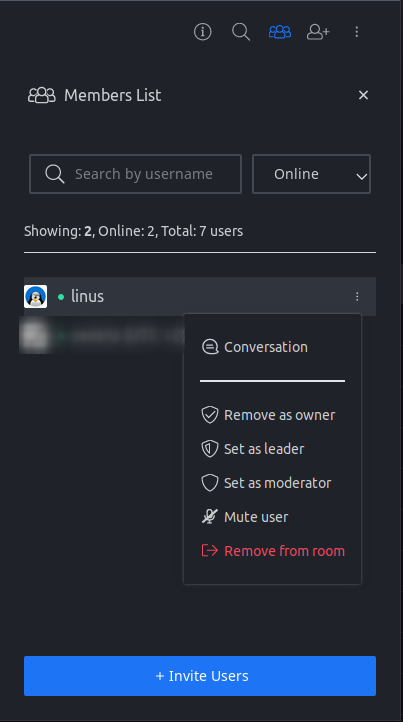 Members List
Search by username
Online
Showing: 2, Online: 2, Total: 7 users
linus
Conversation
Remove as owner
Set as leader
Set as moderator
Mute user
Remove from room
+ Invite Users